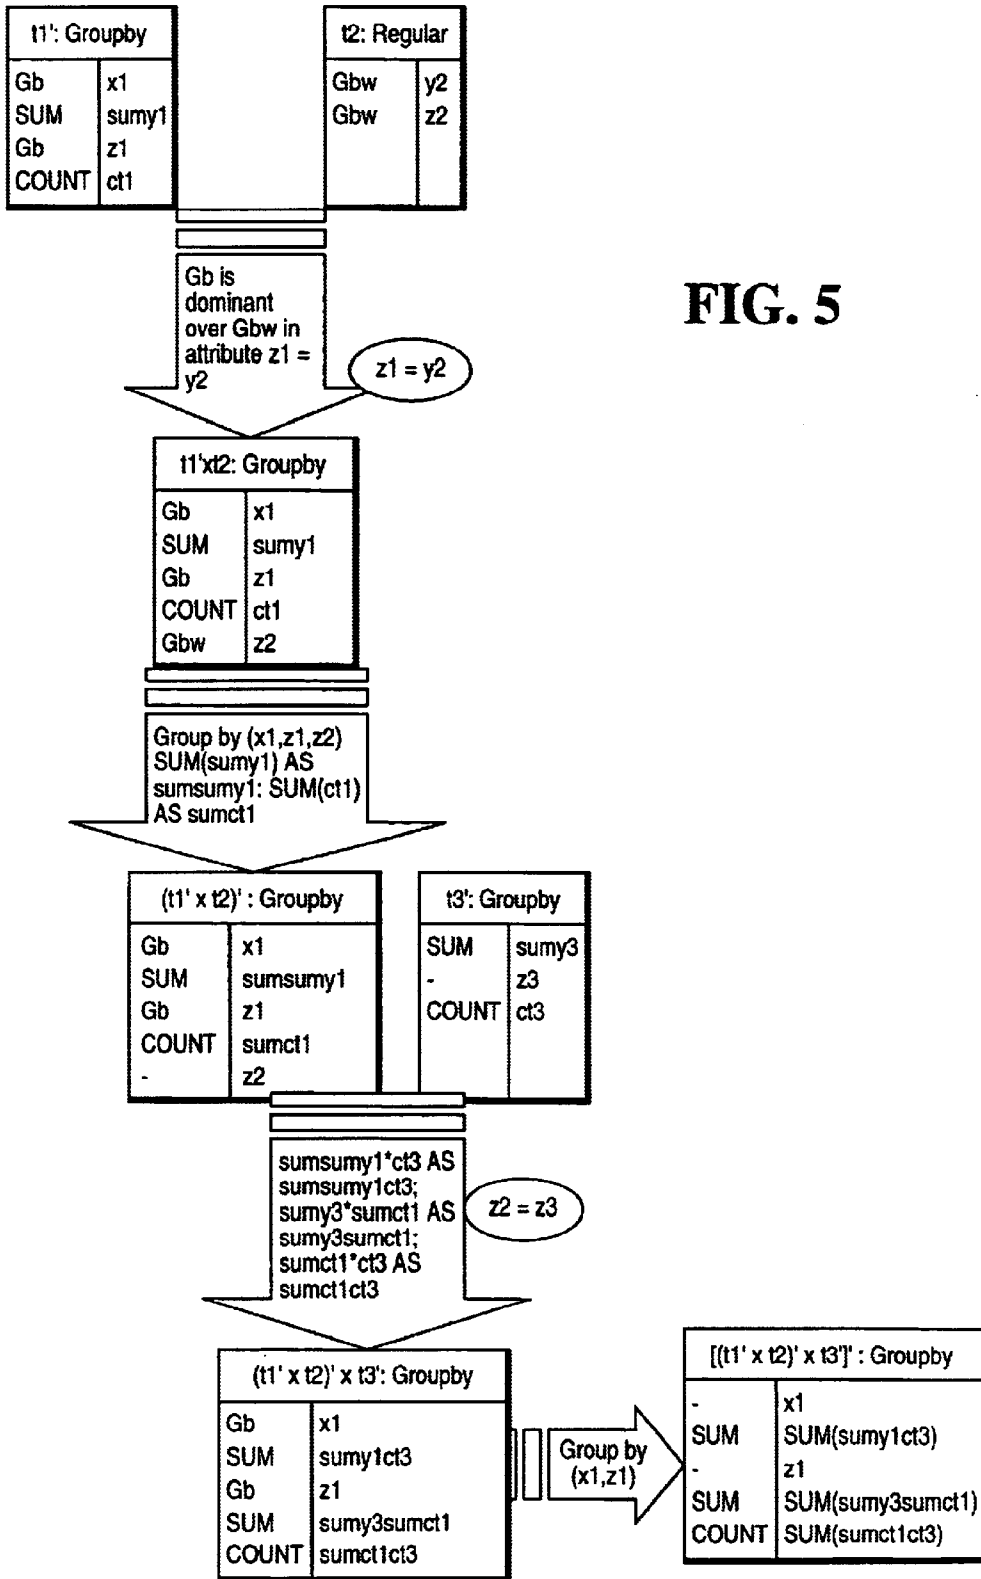 t1': Groupby
Gb x1
SUM sumy1
Gb z1
COUNT ct1
t2: Regular
Gbw y2
Gbw z2
Gb is
dominant
over Gbw in
attribute z1 =
y2
z1 = y2
FIG. 5
t1'xt2: Groupby
Gb x1
SUM sumy1
Gb z1
COUNT ct1
Gbw z2
Group by (x1,z1,z2)
SUM(sumy1) AS
sumsumy1: SUM(ct1)
AS sumct1
(t1' x t2)' : Groupby
Gb x1
SUM sumsumy1
Gb z1
COUNT sumct1
- z2
t3': Groupby
SUM sumy3
- z3
COUNT ct3
sumsumy1*ct3 AS
sumsumy1ct3;
sumy3*sumct1 AS
sumy3sumct1;
sumct1*ct3 AS
sumct1ct3
z2 = z3
(t1' x t2)' x t3': Groupby
Gb x1
SUM sumy1ct3
Gb z1
SUM sumy3sumct1
COUNT sumct1ct3
Group by
(x1,z1)
[(t1' x t2)' x t3']' : Groupby
- x1
SUM SUM(sumy1ct3)
- z1
SUM SUM(sumy3sumct1)
COUNT SUM(sumct1ct3)